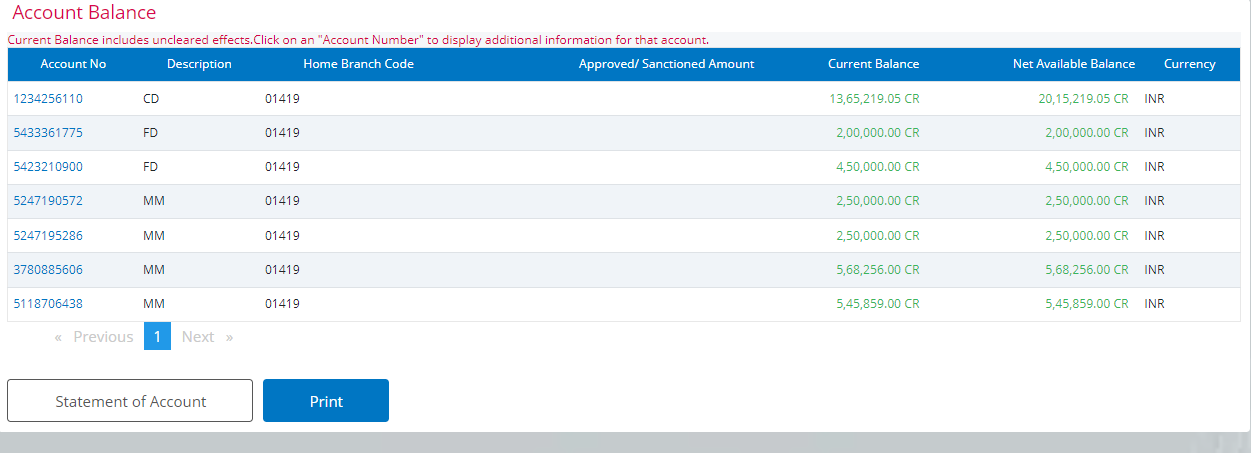 Account Balance
Current Balance includes uncleared effects.Click on an "Account Number" to display additional information for that account.
Account No Description Home Branch Code Approved/ Sanctioned Amount Current Balance Net Available Balance Currency
1234256110 CD 01419 13,65,219.05 CR 20,15,219.05 CR INR
5433361775 FD 01419 2,00,000.00 CR 2,00,000.00 CR INR
5423210900 FD 01419 4,50,000.00 CR 4,50,000.00 CR INR
5247190572 MM 01419 2,50,000.00 CR 2,50,000.00 CR INR
5247195286 MM 01419 2,50,000.00 CR 2,50,000.00 CR INR
3780885606 MM 01419 5,68,256.00 CR 5,68,256.00 CR INR
5118706438 MM 01419 5,45,859.00 CR 5,45,859.00 CR INR
« Previous 1 Next »
Statement of Account Print